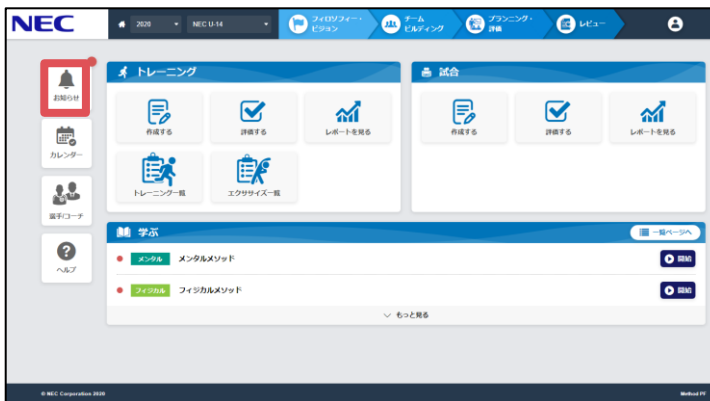 NEC
2020
NEC U-14
フィロソフィー・
ビジョン
チーム
ビルディング
プランニング・
評価
レビュー
お知らせ
カレンダー
選手/コーチ
ヘルプ
トレーニング
作成する
評価する
レポートを見る
トレーニング一覧
エクササイズ一覧
試合
作成する
評価する
レポートを見る
学ぶ
一覧ページへ
メンタル メンタルメソッド
開始
フィジカル フィジカルメソッド
開始
もっと見る
© NEC Corporation 2020
Method PF